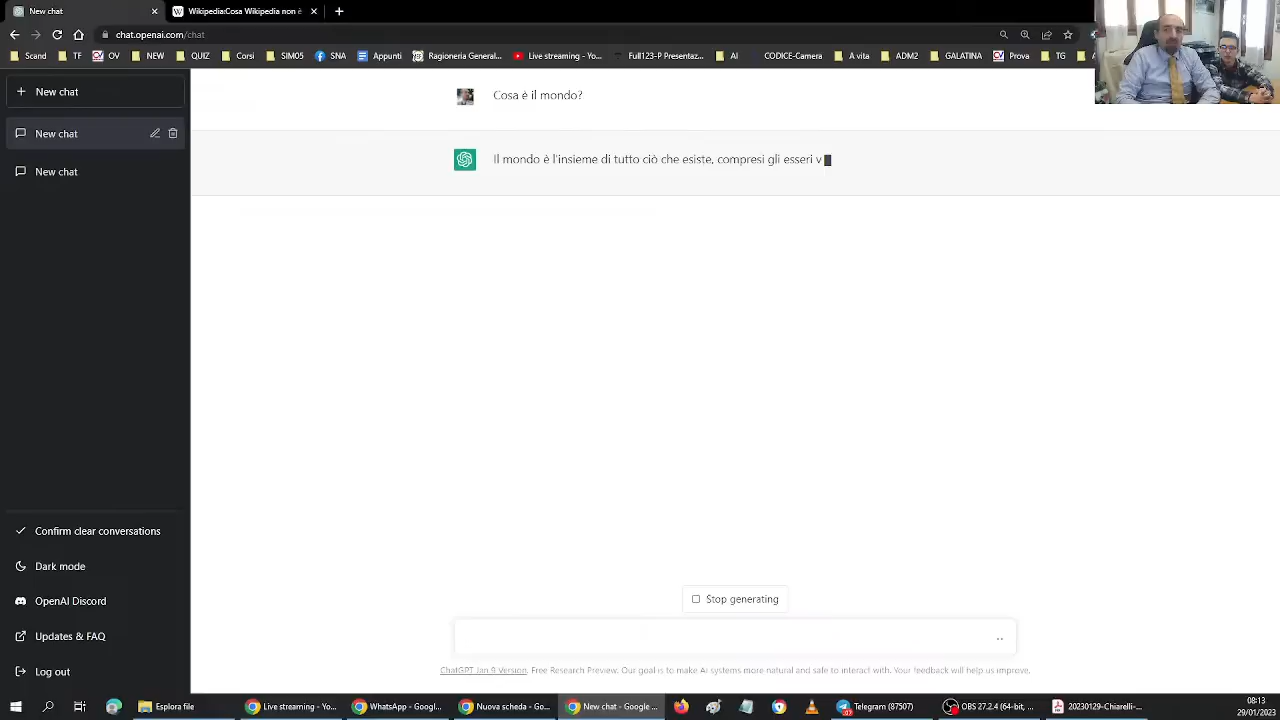 New chat
Wikipedia:Cosa Wikipedia non è
chat.openai.com/chat
Scand
TF
OV
NEW
QUIZ
Corsi
SIM05
SNA
Appunti
Ragioneria General...
Live streaming - Yo...
Full123-P Presentaz...
AI
CODICE-Camera
A vita
ADM2
GALATINA
Prova
TG
New chat
New chat
New chat
Cosa è il mondo?
Il mondo è l'insieme di tutto ciò che esiste, compresi gli esseri v
Confirm clear conversations
Dark mode
OpenAI Discord
Updates & FAQ
Log out
Stop generating
ChatGPT Jan 9 Version. Free Research Preview. Our goal is to make AI systems more natural and safe to interact with. Your feedback will help us improve.
Esplora file
Live streaming - Yo...
WhatsApp - Googl...
Nuova scheda - Go...
New chat - Google ...
Telegram (87507)
OBS 27.2.4 (64-bit, ...
20230129-Chiarelli-...
08:13
29/01/2023